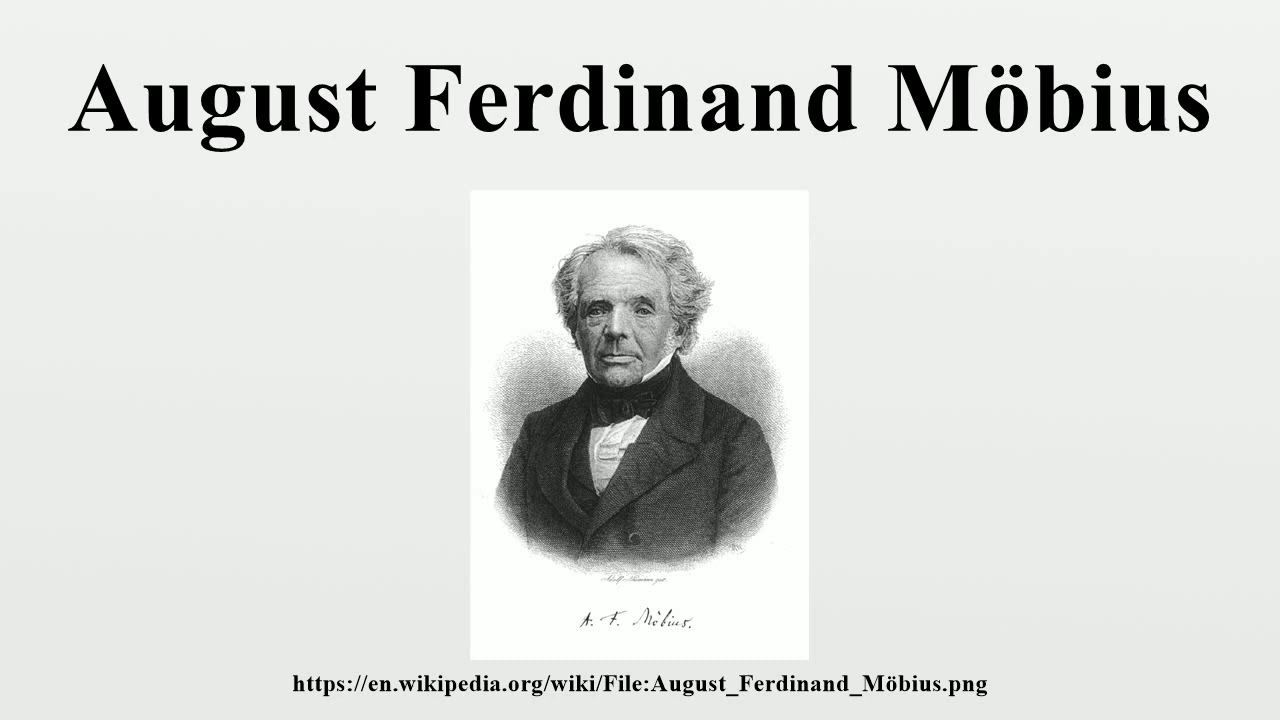 August Ferdinand Möbius
A. F. Möbius.
https://en.wikipedia.org/wiki/File:August_Ferdinand_Möbius.png